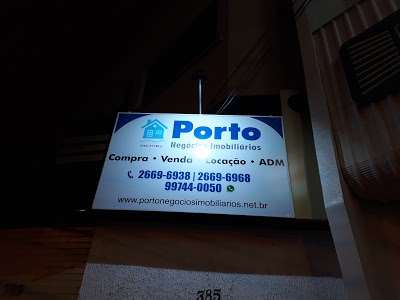 Porto
Negócios Imobiliários
Compra • Venda • Locação • ADM
2669-6938 | 2669-6968
99744-0050
www.portonegociosimobiliarios.net.br
385